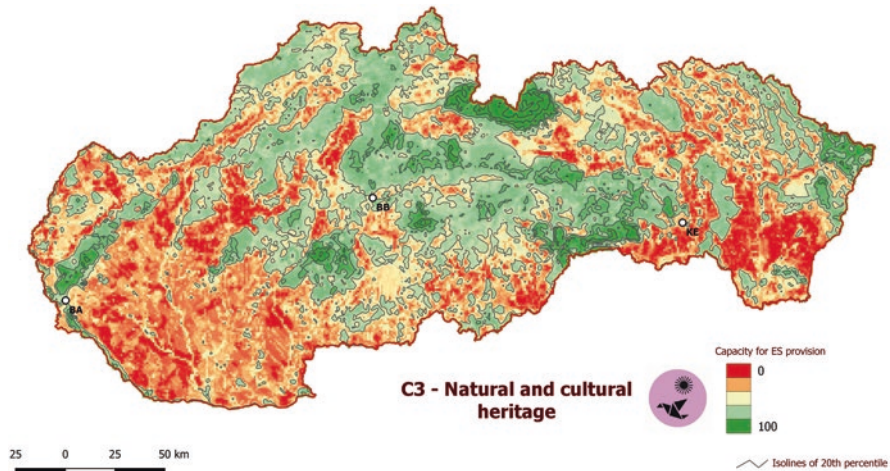 BB
KE
BA
Capacity for ES provision
0
100
C3 - Natural and cultural
heritage
25 0 25 50 km
Isolines of 20th percentile